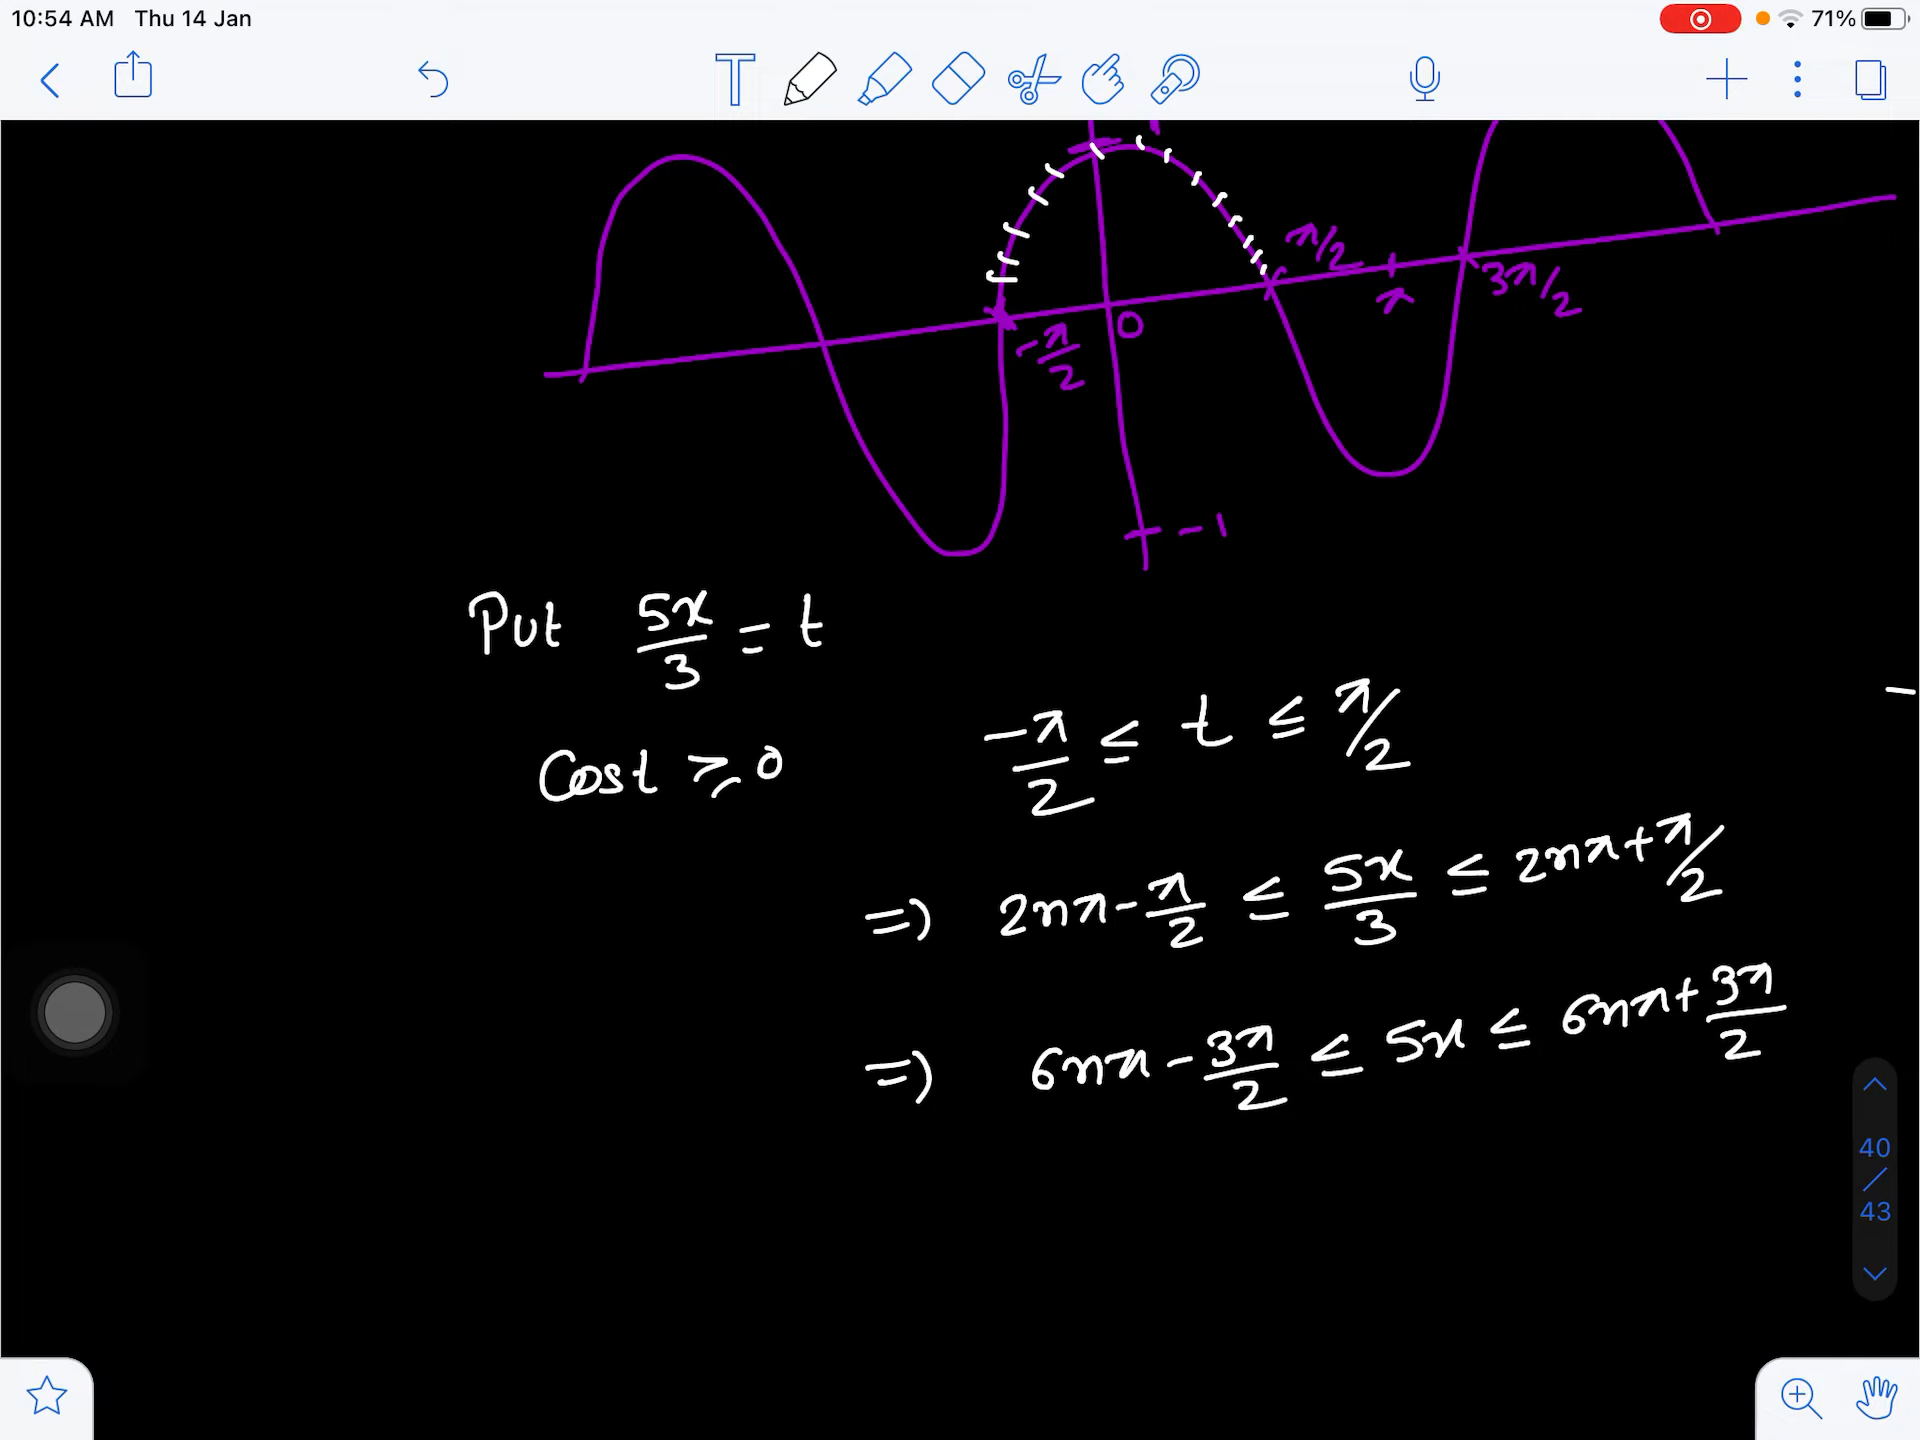 10:54 AM Thu 14 Jan 71%
π/2
π
3π/2
0
-π/2
-1
Put 5x/3 = t
Cost ≥ 0 -π/2 ≤ t ≤ π/2
=) 2nπ - π/2 ≤ 5x/3 ≤ 2nπ + π/2
=) 6nπ - 3π/2 ≤ 5x ≤ 6nπ + 3π/2
40
/
43